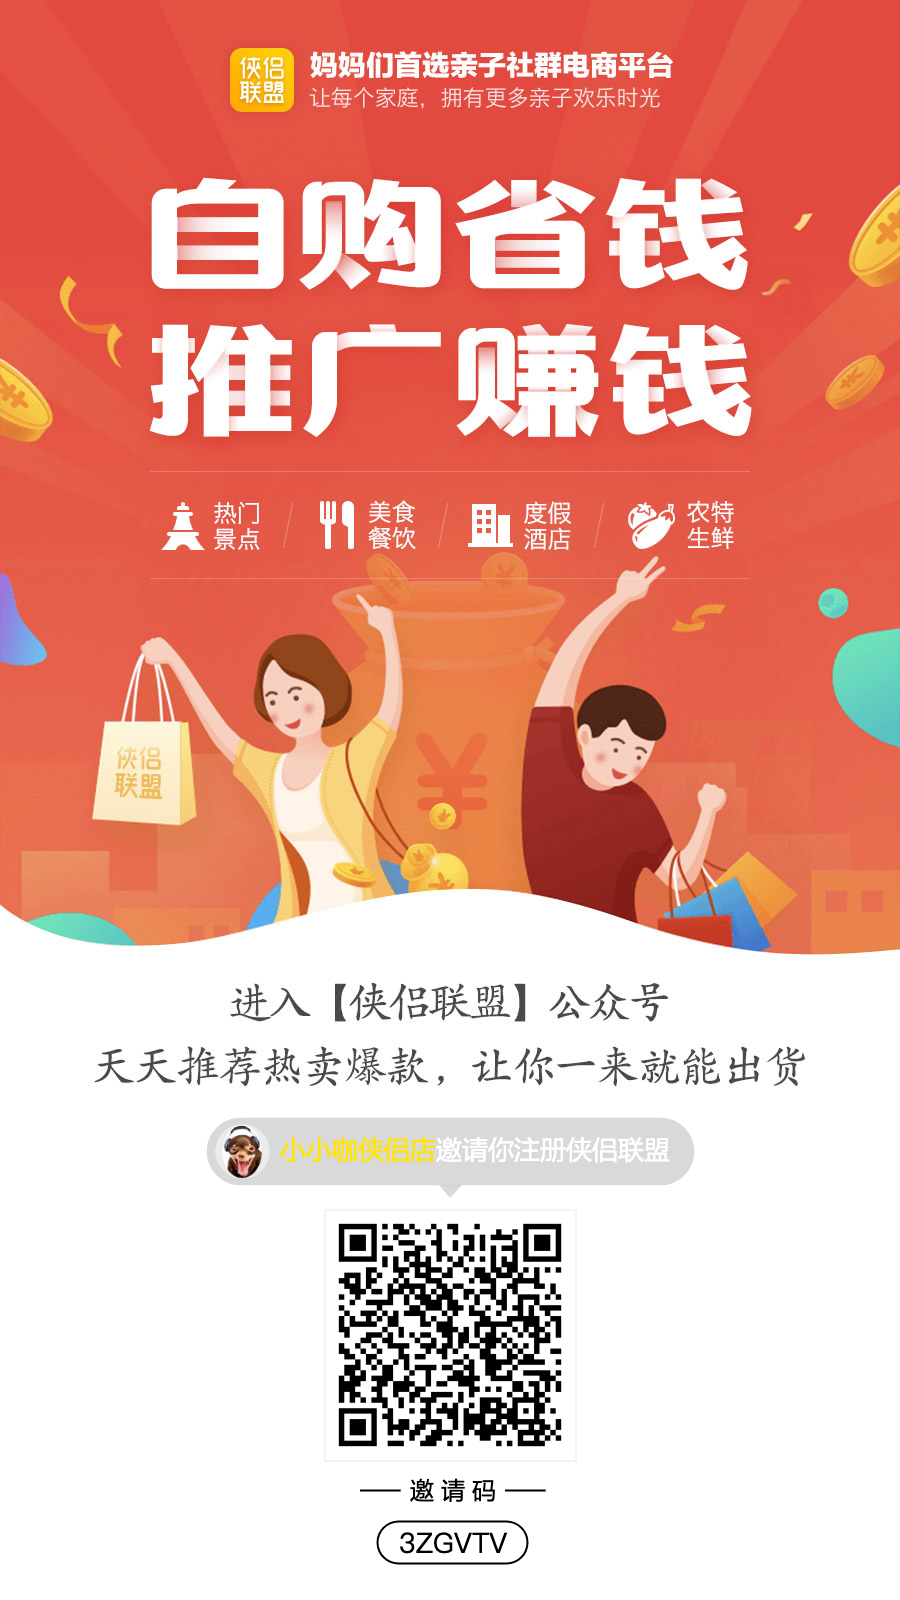 侠侣
联盟
妈妈们首选亲子社群电商平台
让每个家庭，拥有更多亲子欢乐时光
自购省钱
推广赚钱
热门
景点
美食
餐饮
度假
酒店
农特
生鲜
侠侣
联盟
进入【侠侣联盟】公众号
天天推荐热卖爆款，让你一来就能出货
小小咖侠侣店邀请你注册侠侣联盟
邀请码
3ZGVTV